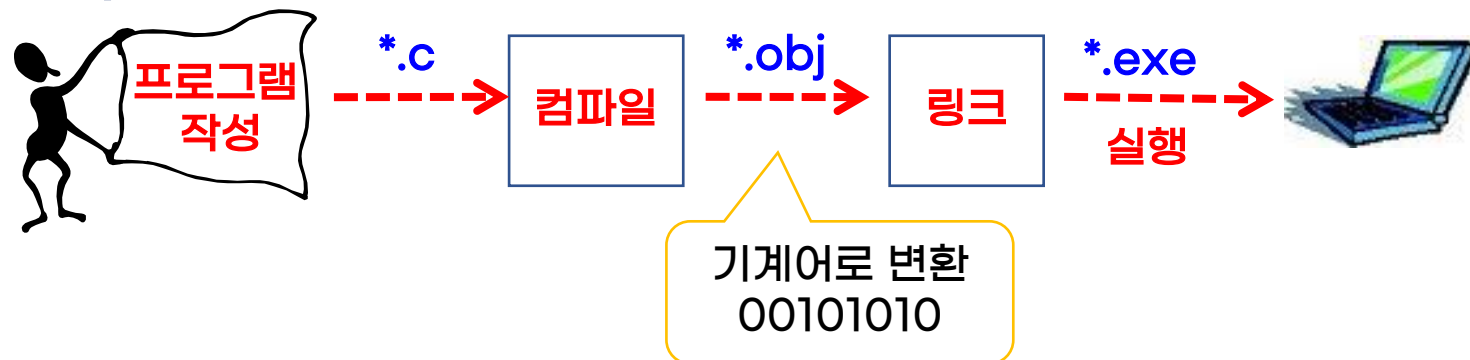 프로그램
작성
*.c
컴파일
*.obj
링크
*.exe
실행
기계어로 변환
00101010